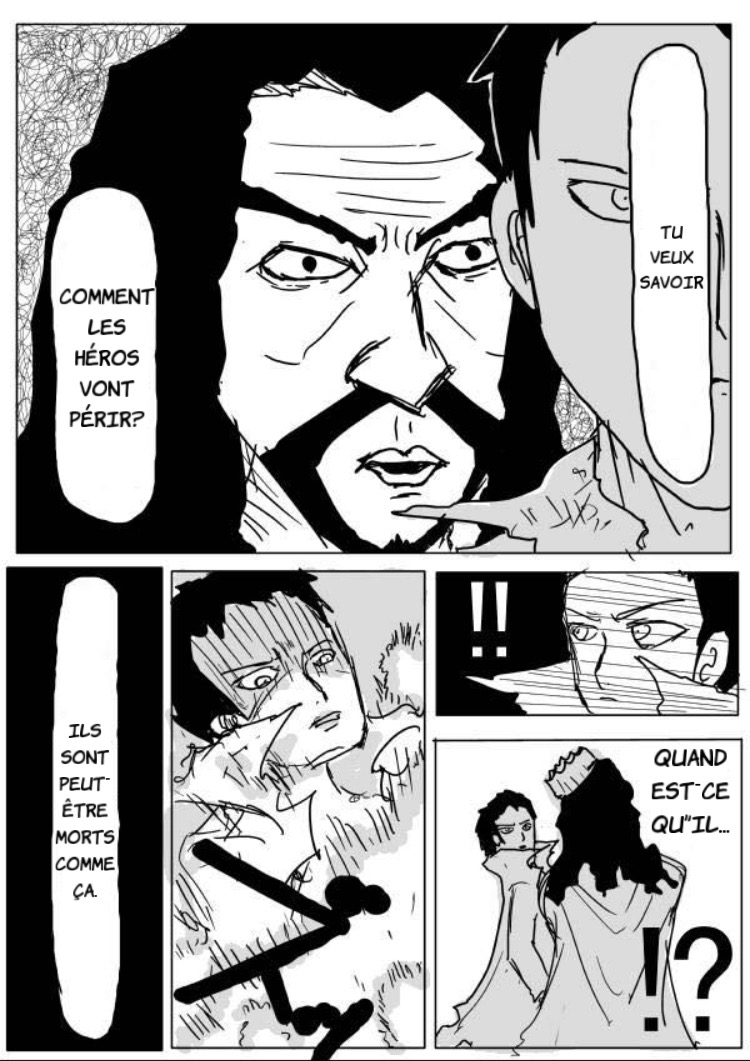 TU
VEUX
SAVOIR
COMMENT
LES
HÉROS
VONT
PÉRIR?
!!
QUAND
EST-CE
QU"IL...
!?
ILS
SONT
PEUT-
ÊTRE
MORTS
COMME
ÇA.